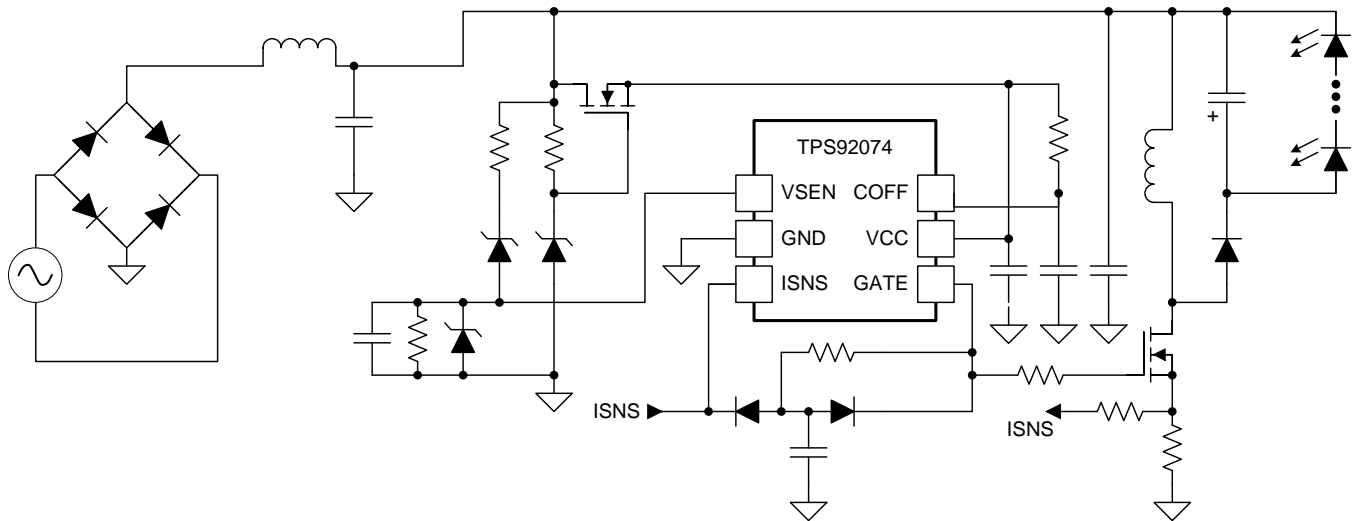 TPS92074
VSEN COFF
GND VCC
ISNS GATE
ISNS
ISNS
+